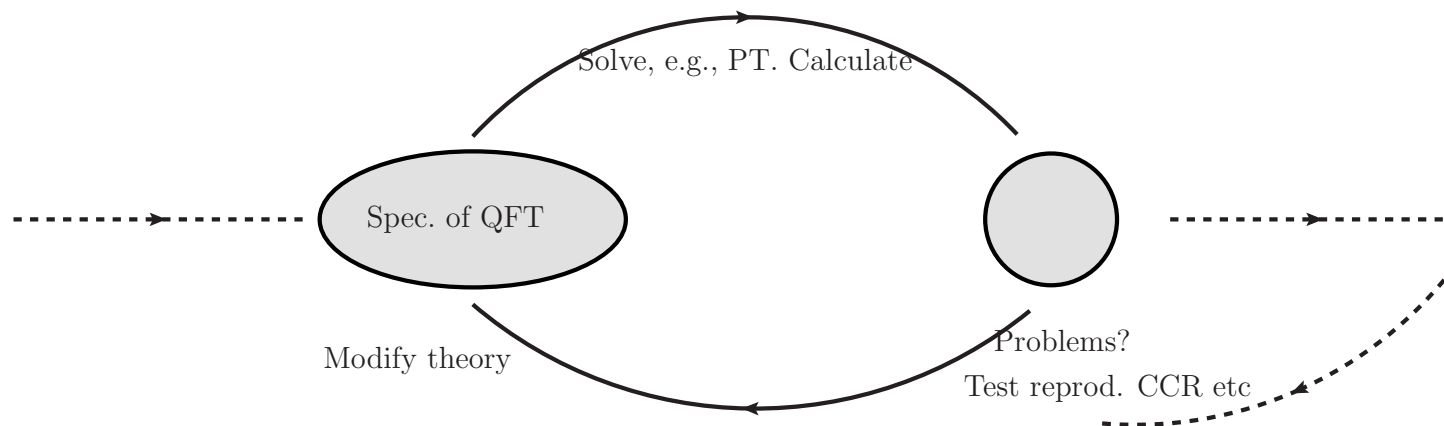 Solve, e.g., PT. Calculate
Spec. of QFT
Problems?
Modify theory
Test reprod. CCR etc